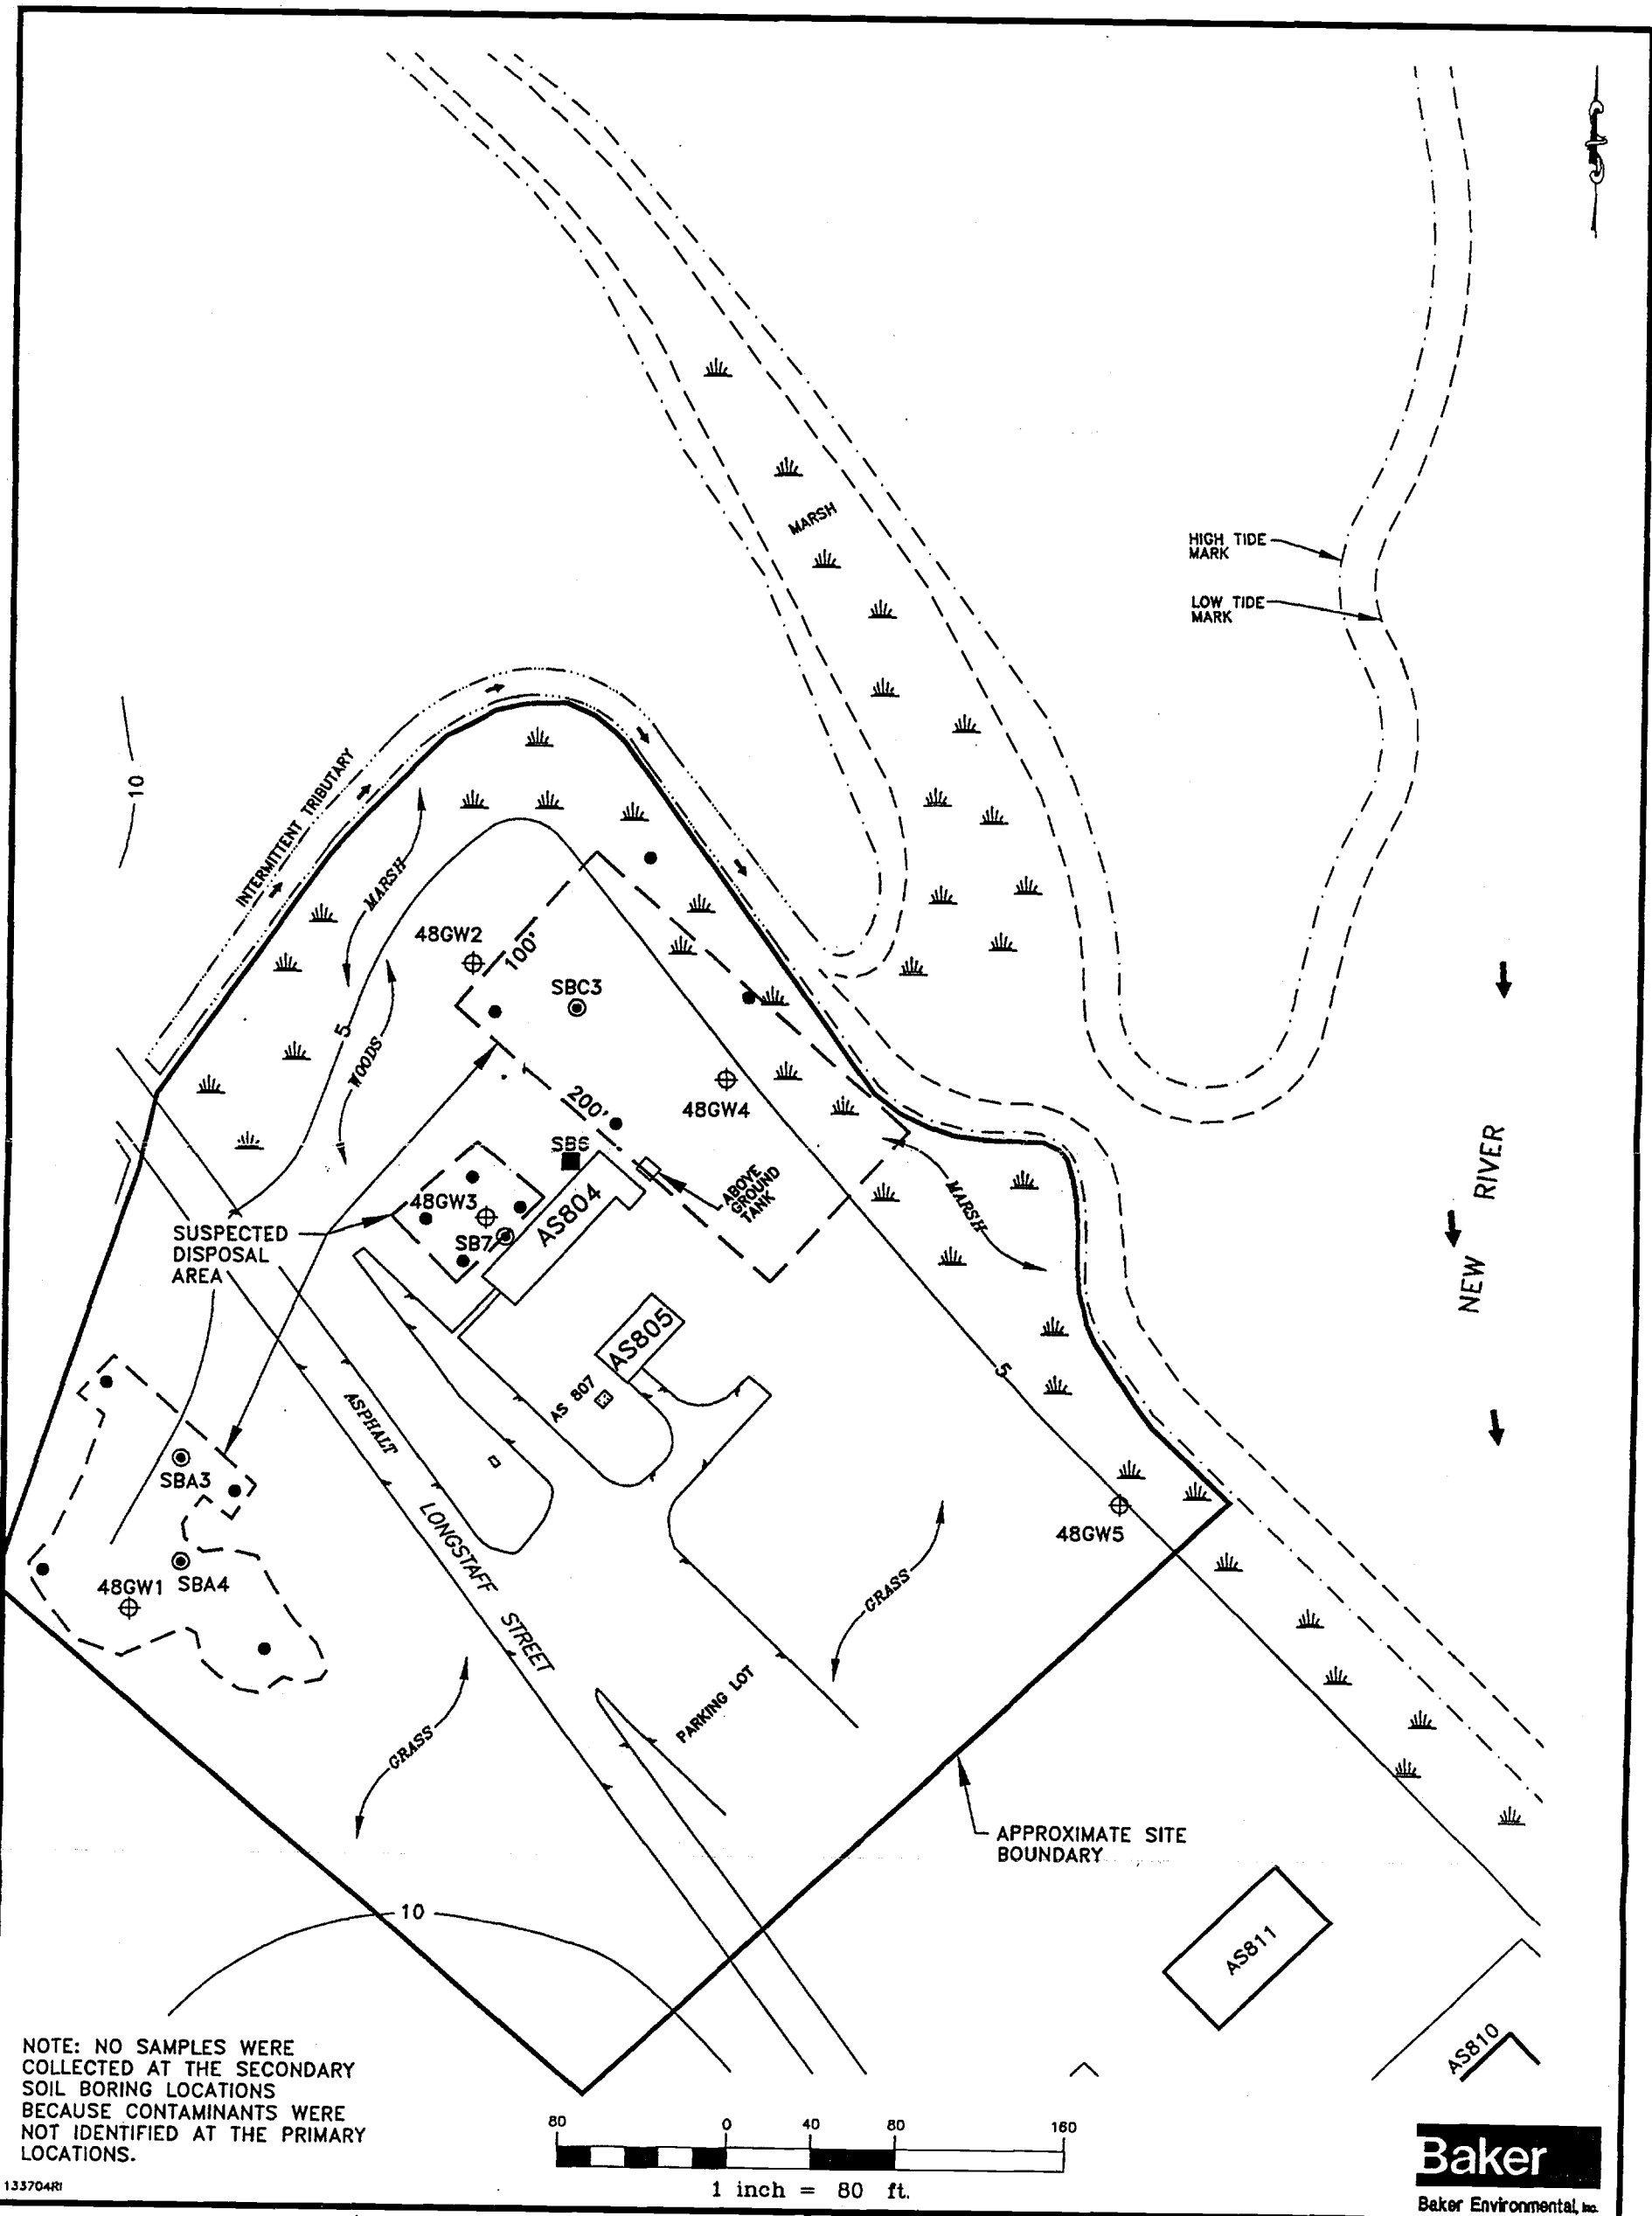 MARSH
HIGH TIDE
MARK
LOW TIDE
MARK
10
INTERMITTENT TRIBUTARY
MARSH
48GW2
100'
SBC3
5
WOODS
48GW4
200'
SB6
ABOVE
GROUND
TANK
AS804
48GW3
SB7
SUSPECTED
DISPOSAL
AREA
MARSH
NEW RIVER
AS805
AS 807
5
ASPHALT
SBA3
48GW5
LONGSTAFF STREET
48GW1
SBA4
GRASS
GRASS
PARKING LOT
APPROXIMATE SITE
BOUNDARY
10
AS811
AS810
NOTE: NO SAMPLES WERE
COLLECTED AT THE SECONDARY
SOIL BORING LOCATIONS
BECAUSE CONTAMINANTS WERE
NOT IDENTIFIED AT THE PRIMARY
LOCATIONS.
80 0 40 80 160
1 inch = 80 ft.
133704RI
Baker
Baker Environmental, Inc.